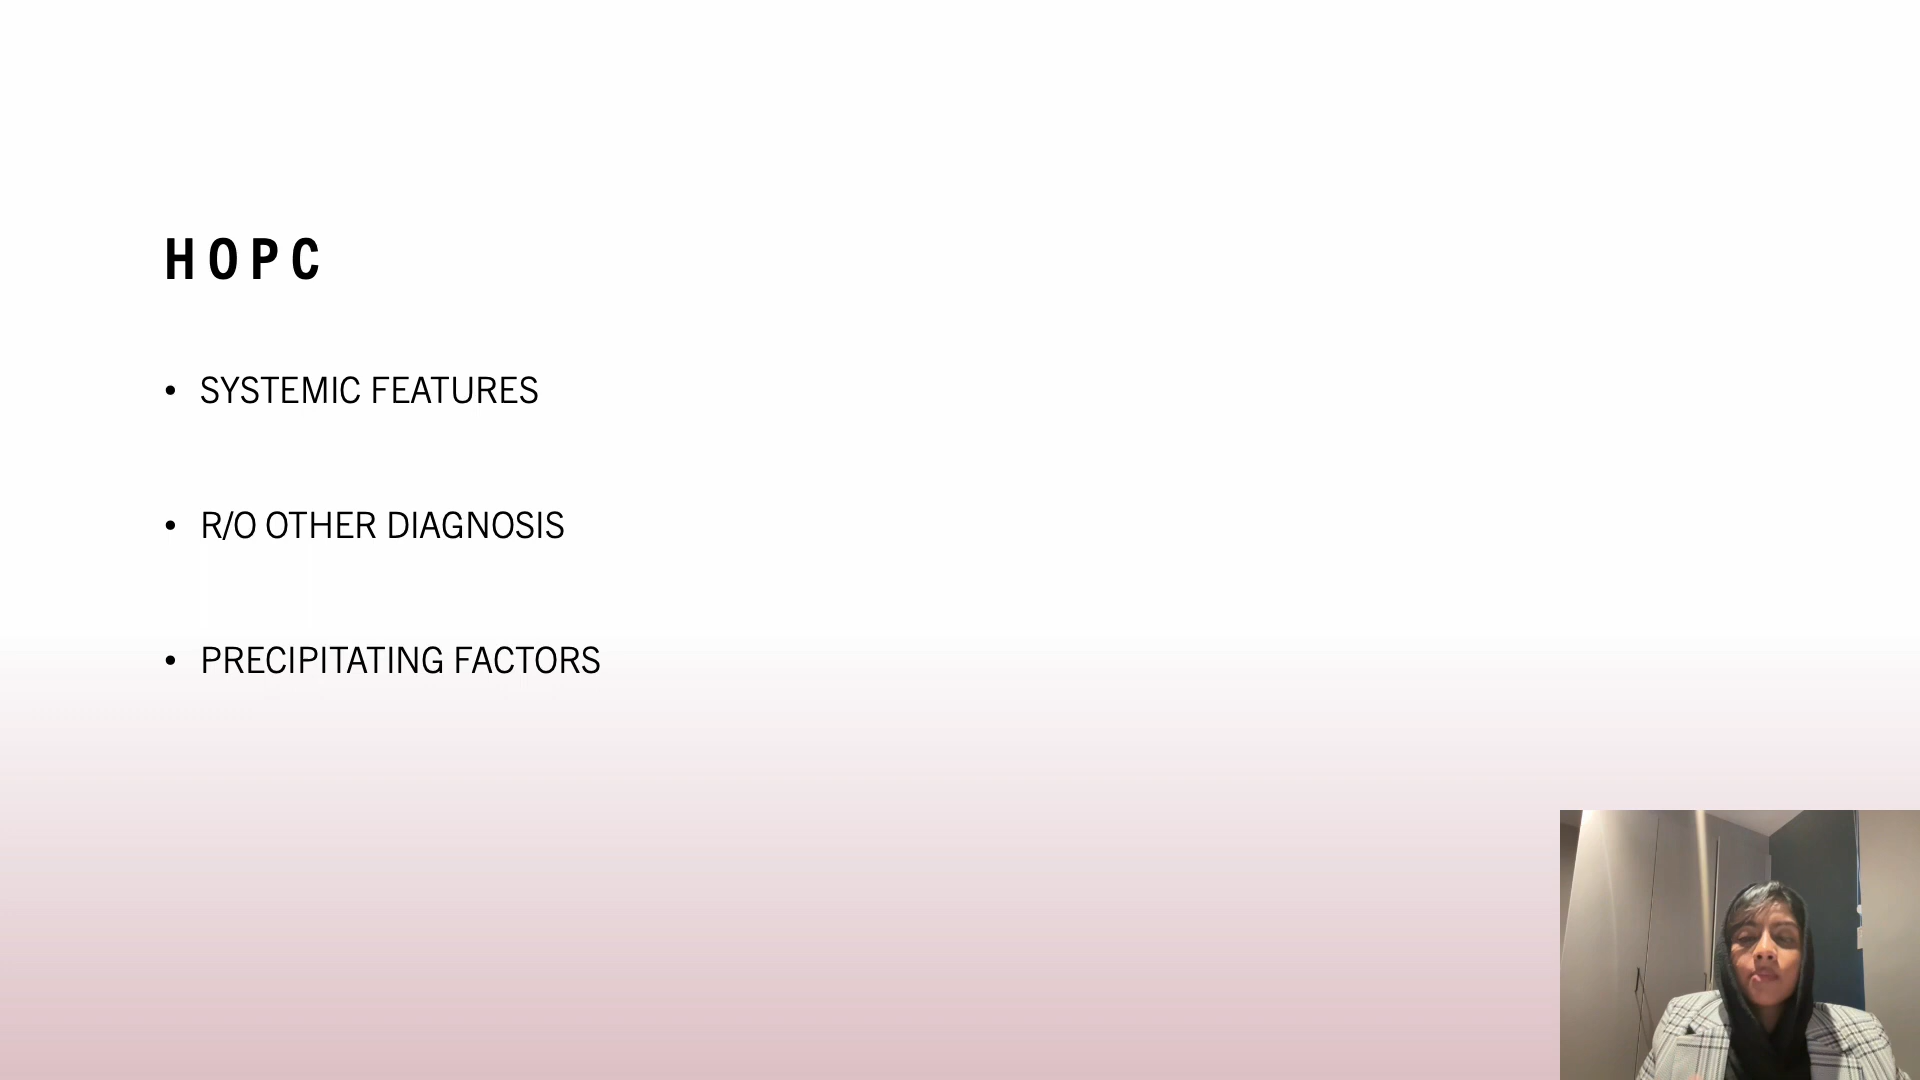 HOPC
• SYSTEMIC FEATURES
• R/O OTHER DIAGNOSIS
• PRECIPITATING FACTORS